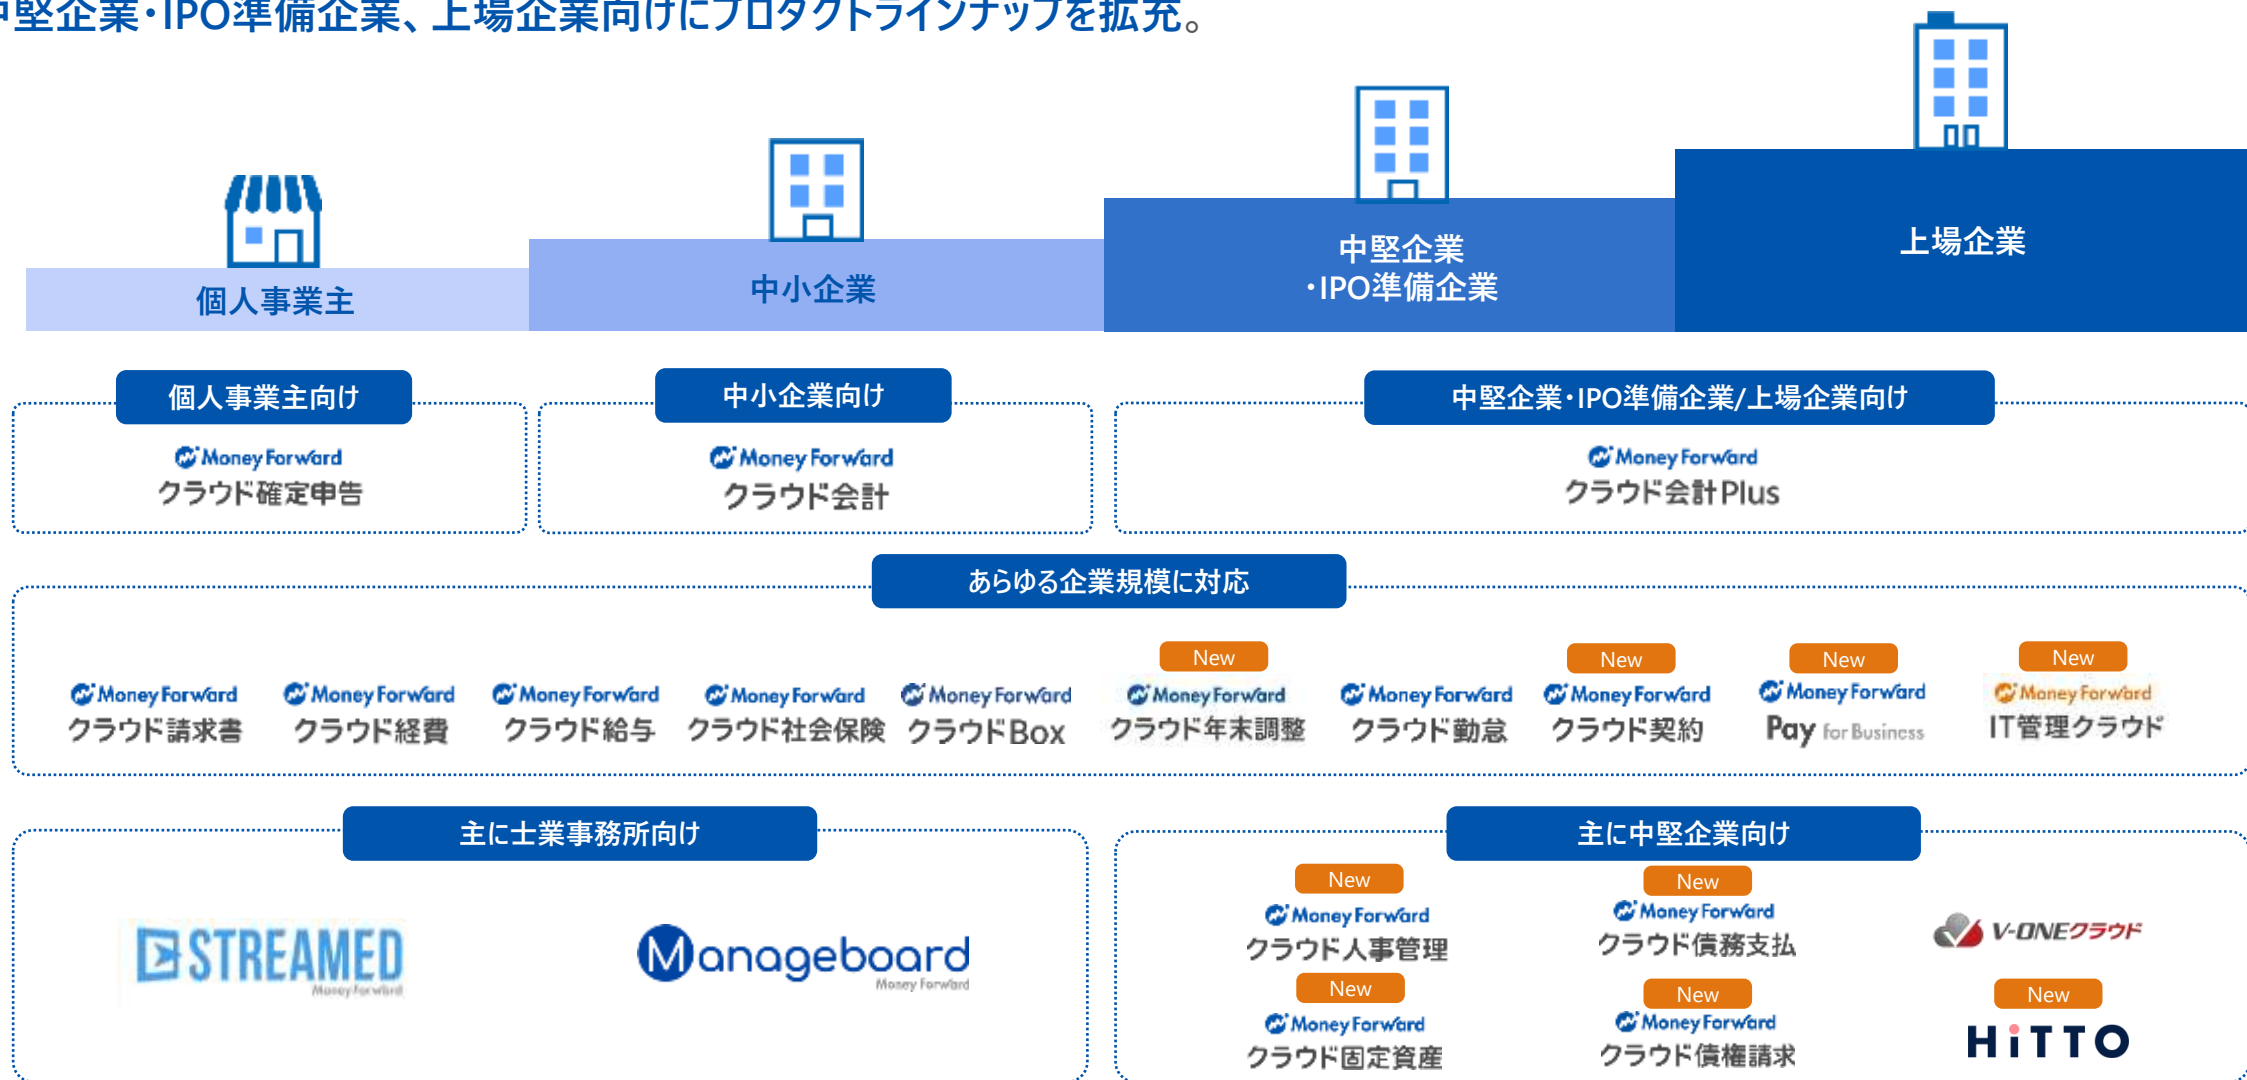 中堅企業・IPO準備企業、上場企業向けにプロダクトラインナップを拡充。
個人事業主
中小企業
中堅企業
・IPO準備企業
上場企業
個人事業主向け
Money Forward
クラウド確定申告
中小企業向け
Money Forward
クラウド会計
中堅企業・IPO準備企業/上場企業向け
Money Forward
クラウド会計Plus
あらゆる企業規模に対応
Money Forward
クラウド請求書
Money Forward
クラウド経費
Money Forward
クラウド給与
Money Forward
クラウド社会保険
Money Forward
クラウドBox
New
Money Forward
クラウド年末調整
Money Forward
クラウド勤怠
New
Money Forward
クラウド契約
New
Money Forward
Pay for Business
New
Money Forward
IT管理クラウド
主に士業事務所向け
STREAMED
Money Forward
Manageboard
Money Forward
主に中堅企業向け
New
Money Forward
クラウド人事管理
New
Money Forward
クラウド債務支払
V-ONEクラウド
New
Money Forward
クラウド固定資産
New
Money Forward
クラウド債権請求
New
HiTTO